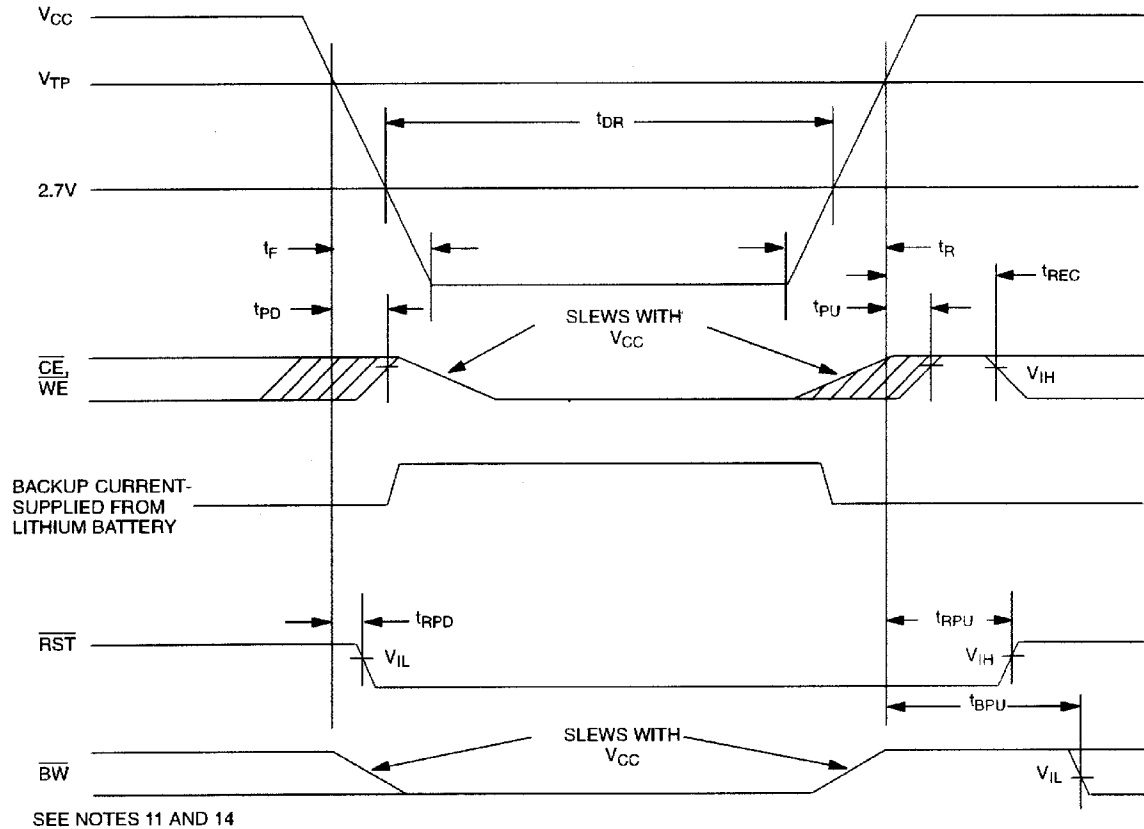 VCC
VTP
tDR
2.7V
tF
tR
tREC
tPD
tPU
SLEWS WITH
VCC
CE,
WE
VIH
BACKUP CURRENT-
SUPPLIED FROM
LITHIUM BATTERY
tRPD
tRPU
RST
VIL
VIH
tBPU
SLEWS WITH
VCC
BW
VIL
SEE NOTES 11 AND 14